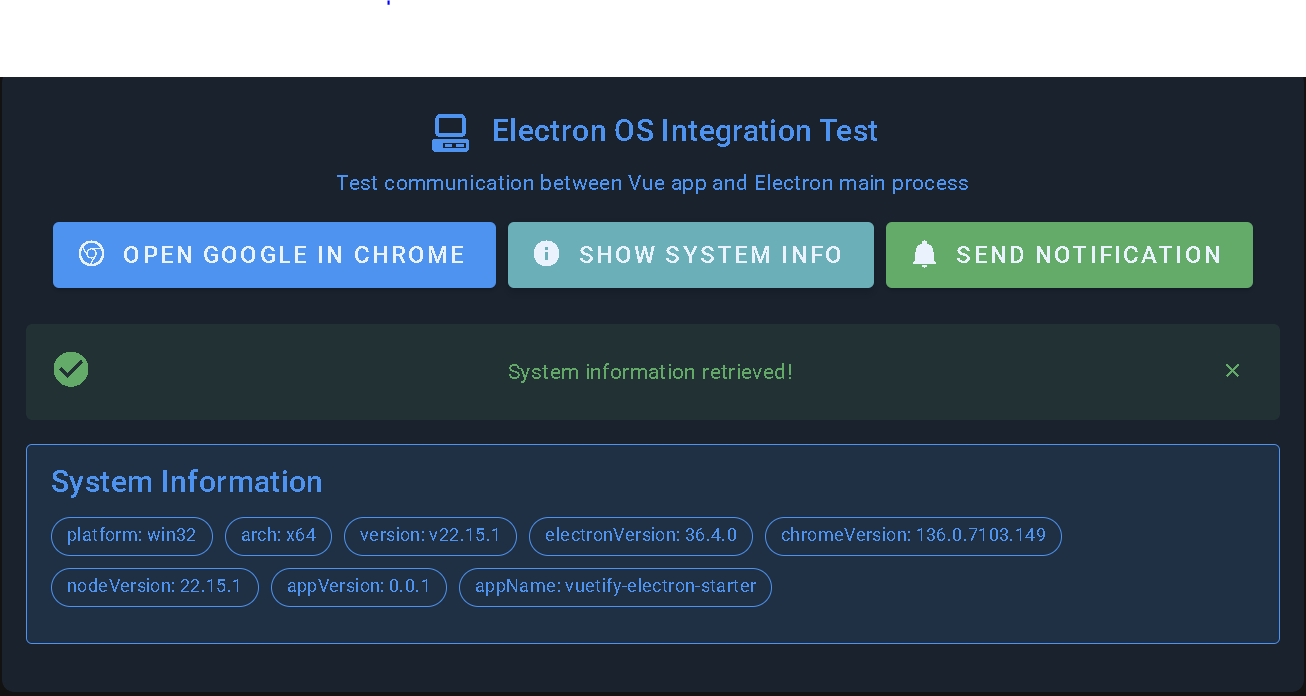 Electron OS Integration Test
Test communication between Vue app and Electron main process
OPEN GOOGLE IN CHROME SHOW SYSTEM INFO SEND NOTIFICATION
System information retrieved!
System Information
platform: win32 arch: x64 version: v22.15.1 electronVersion: 36.4.0 chromeVersion: 136.0.7103.149
nodeVersion: 22.15.1 appVersion: 0.0.1 appName: vuetify-electron-starter